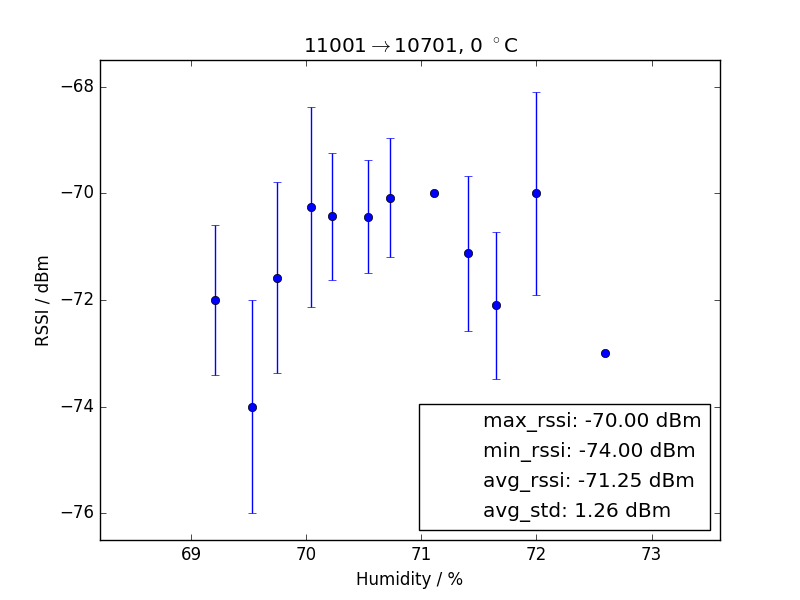 11001→10701, 0 °C
−68
−70
−72
−74
−76
RSSI / dBm
max_rssi: -70.00 dBm
min_rssi: -74.00 dBm
avg_rssi: -71.25 dBm
avg_std: 1.26 dBm
69 70 71 72 73
Humidity / %